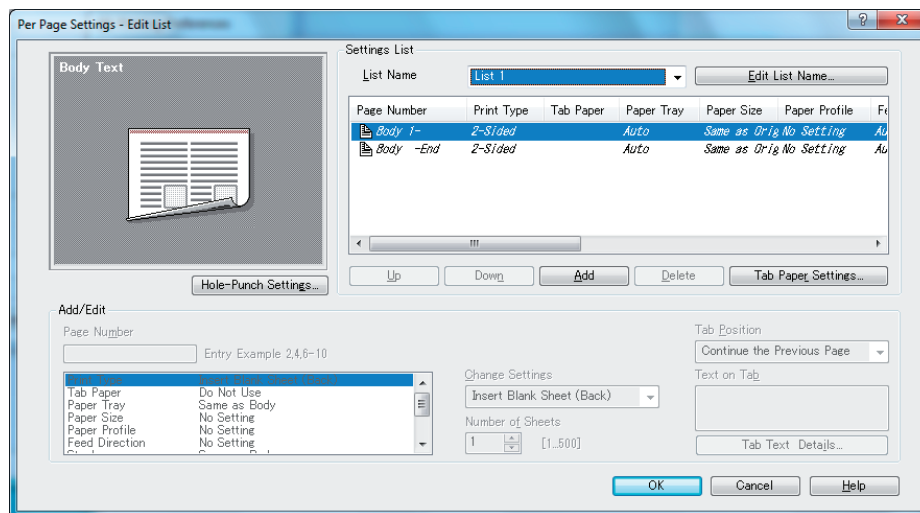 Per Page Settings - Edit List
Body Text
Hole-Punch Settings...
Settings List
List Name
List 1
Edit List Name...
Page Number Print Type Tab Paper Paper Tray Paper Size Paper Profile Fe
Body 1- 2-Sided Auto Same as Orig No Setting Au
Body -End 2-Sided Auto Same as Orig No Setting Au
Up Down Add Delete Tab Paper Settings...
Add/Edit
Page Number
Entry Example 2,4,6-10
Tab Paper Do Not Use
Paper Tray Same as Body
Paper Size No Setting
Paper Profile No Setting
Feed Direction No Setting
Change Settings
Insert Blank Sheet (Back)
Number of Sheets
1 [1...500]
Tab Position
Continue the Previous Page
Text on Tab
Tab Text Details...
OK Cancel Help